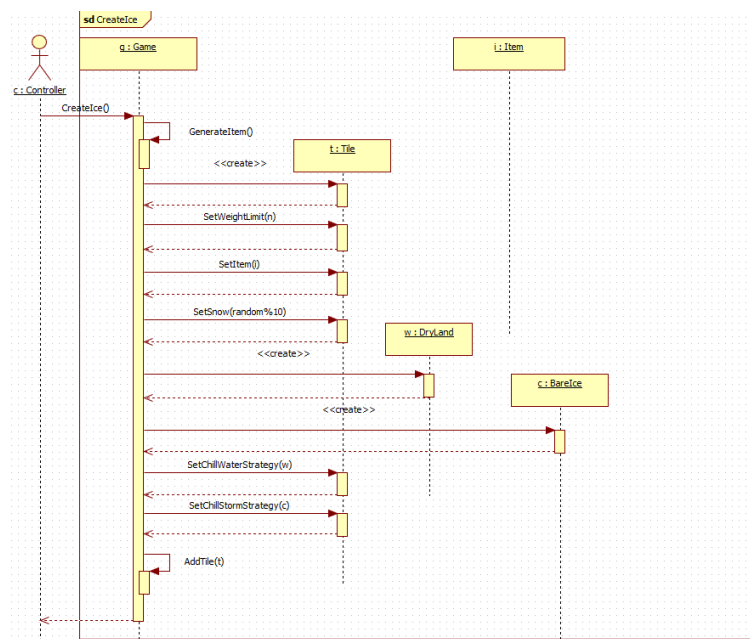 sd CreateIce
g : Game
i : Item
c : Controller
CreateIce()
GenerateItem()
t : Tile
<<create>>
SetWeightLimit(n)
SetItem(i)
SetSnow(random%10)
w : DryLand
<<create>>
c : BareIce
<<create>>
SetChillWaterStrategy(w)
SetChillStormStrategy(c)
AddTile(t)